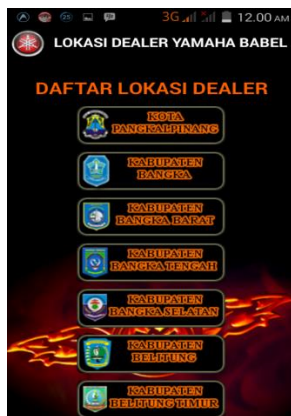 3G 12.00 AM
LOKASI DEALER YAMAHA BABEL
DAFTAR LOKASI DEALER
KOTA
PANGKALPINANG
KABUPATEN
BANGKA
KABUPATEN
BANGKA BARAT
KABUPATEN
BANGKA TENGAH
KABUPATEN
BANGKA SELATAN
KABUPATEN
BELITUNG
KABUPATEN
BELITUNG TIMUR